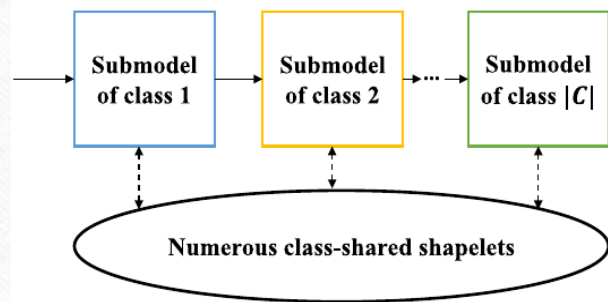 Submodel
of class 1
Submodel
of class 2
...
Submodel
of class |C|
Numerous class-shared shapelets